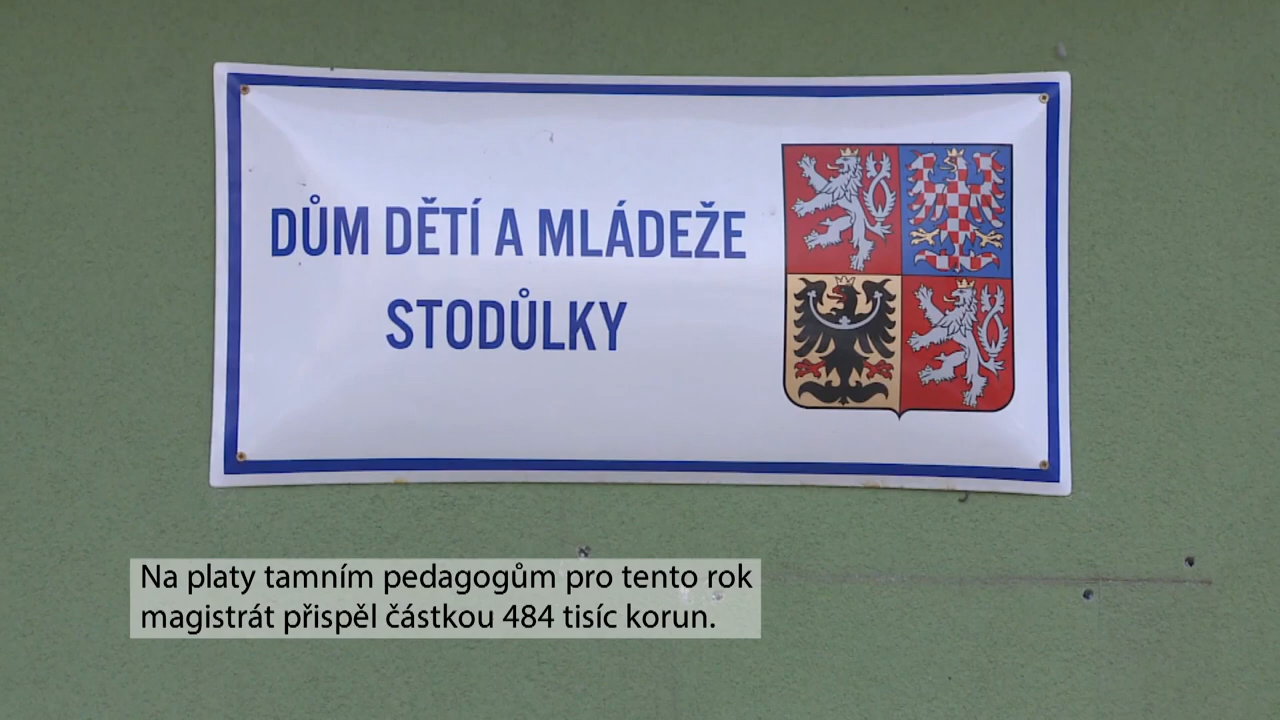 DŮM DĚTÍ A MLÁDEŽE
STODŮLKY
Na platy tamním pedagogům pro tento rok
magistrát přispěl částkou 484 tisíc korun.